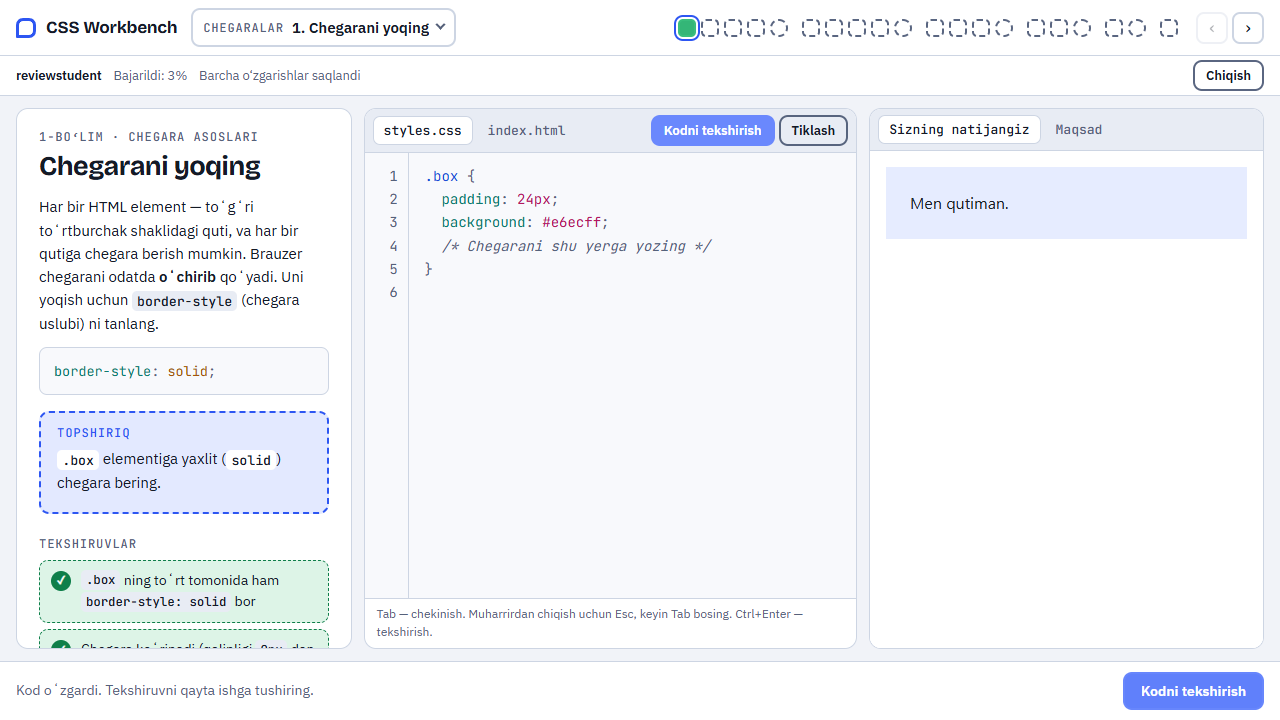 CSS Workbench
CHEGARALAR 1. Chegarani yoqing
reviewstudent Bajarildi: 3% Barcha oʻzgarishlar saqlandi
Chiqish
1-BOʻLIM · CHEGARA ASOSLARI
Chegarani yoqing
Har bir HTML element — toʻgʻri
toʻrtburchak shaklidagi quti, va har bir
qutiga chegara berish mumkin. Brauzer
chegarani odatda oʻchirib qoʻyadi. Uni
yoqish uchun border-style (chegara
uslubi) ni tanlang.
border-style: solid;
TOPSHIRIQ
.box elementiga yaxlit ( solid )
chegara bering.
TEKSHIRUVLAR
.box ning toʻrt tomonida ham
border-style: solid bor
styles.css index.html Kodni tekshirish Tiklash
1 .box {
2 padding: 24px;
3 background: #e6ecff;
4 /* Chegarani shu yerga yozing */
5 }
6
Tab — chekinish. Muharrirdan chiqish uchun Esc, keyin Tab bosing. Ctrl+Enter —
tekshirish.
Sizning natijangiz Maqsad
Men qutiman.
Kod oʻzgardi. Tekshiruvni qayta ishga tushiring.
Kodni tekshirish